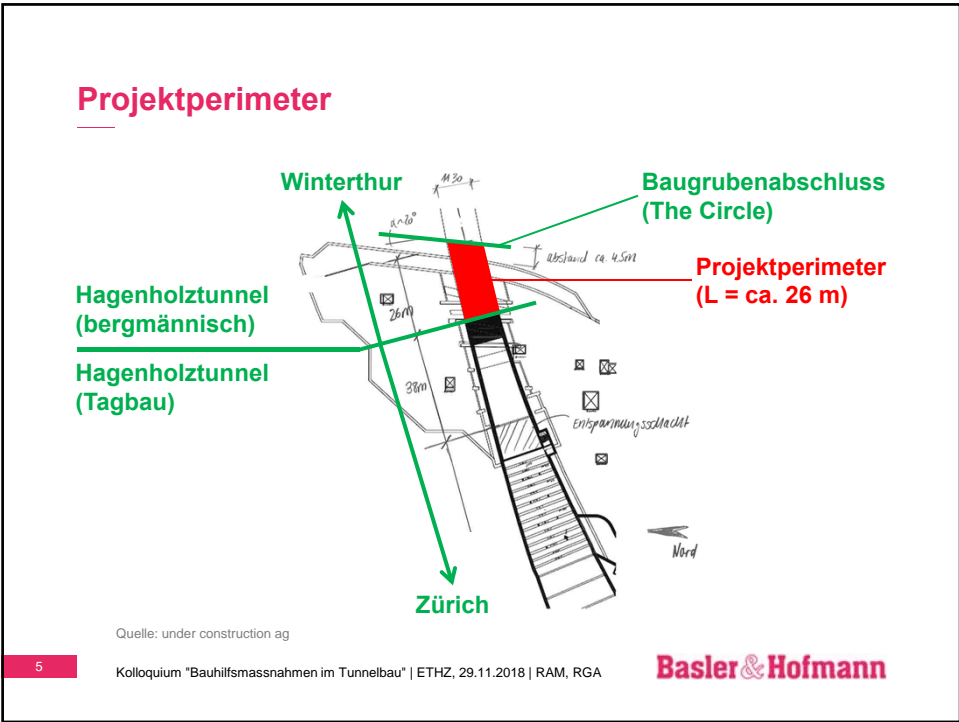 Projektperimeter
Winterthur
1130
Baugrubenabschluss
(The Circle)
α~20°
abstand ca. 4.5m
Projektperimeter
(L = ca. 26 m)
Hagenholztunnel
(bergmännisch)
26m
Hagenholztunnel
(Tagbau)
38m
Entspannungsschacht
Nord
Zürich
Quelle: under construction ag
5
Kolloquium "Bauhilfsmassnahmen im Tunnelbau" | ETHZ, 29.11.2018 | RAM, RGA
Basler & Hofmann